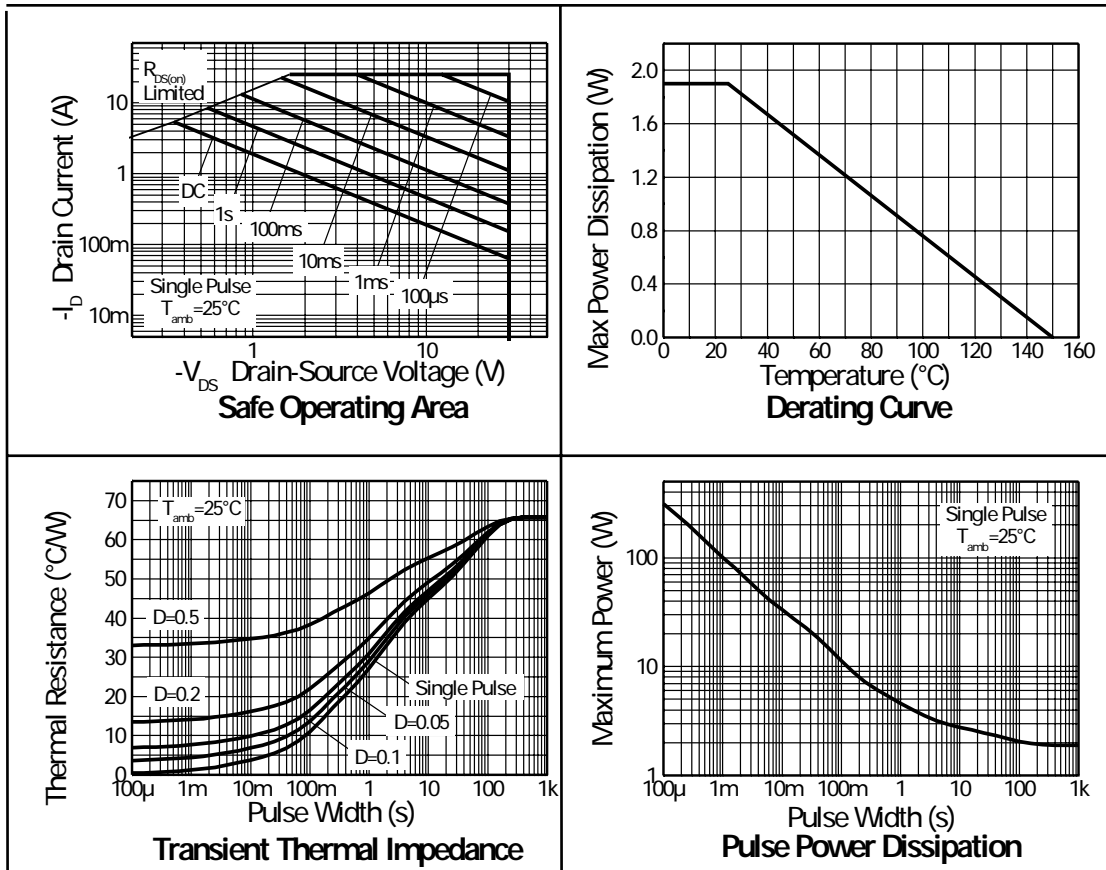 R_DS(on)
Limited
10
1
100m
10m
-I_D Drain Current (A)
DC
1s
100ms
10ms
1ms
100µs
Single Pulse
T_amb=25°C
1 10
-V_DS Drain-Source Voltage (V)
Safe Operating Area
2.0
1.6
1.2
0.8
0.4
0.0
Max Power Dissipation (W)
0 20 40 60 80 100 120 140 160
Temperature (°C)
Derating Curve
70
60
50
40
30
20
10
0
Thermal Resistance (°C/W)
T_amb=25°C
D=0.5
D=0.2
Single Pulse
D=0.05
D=0.1
100µ 1m 10m 100m 1 10 100 1k
Pulse Width (s)
Transient Thermal Impedance
100
10
1
Maximum Power (W)
Single Pulse
T_amb=25°C
100µ 1m 10m 100m 1 10 100 1k
Pulse Width (s)
Pulse Power Dissipation